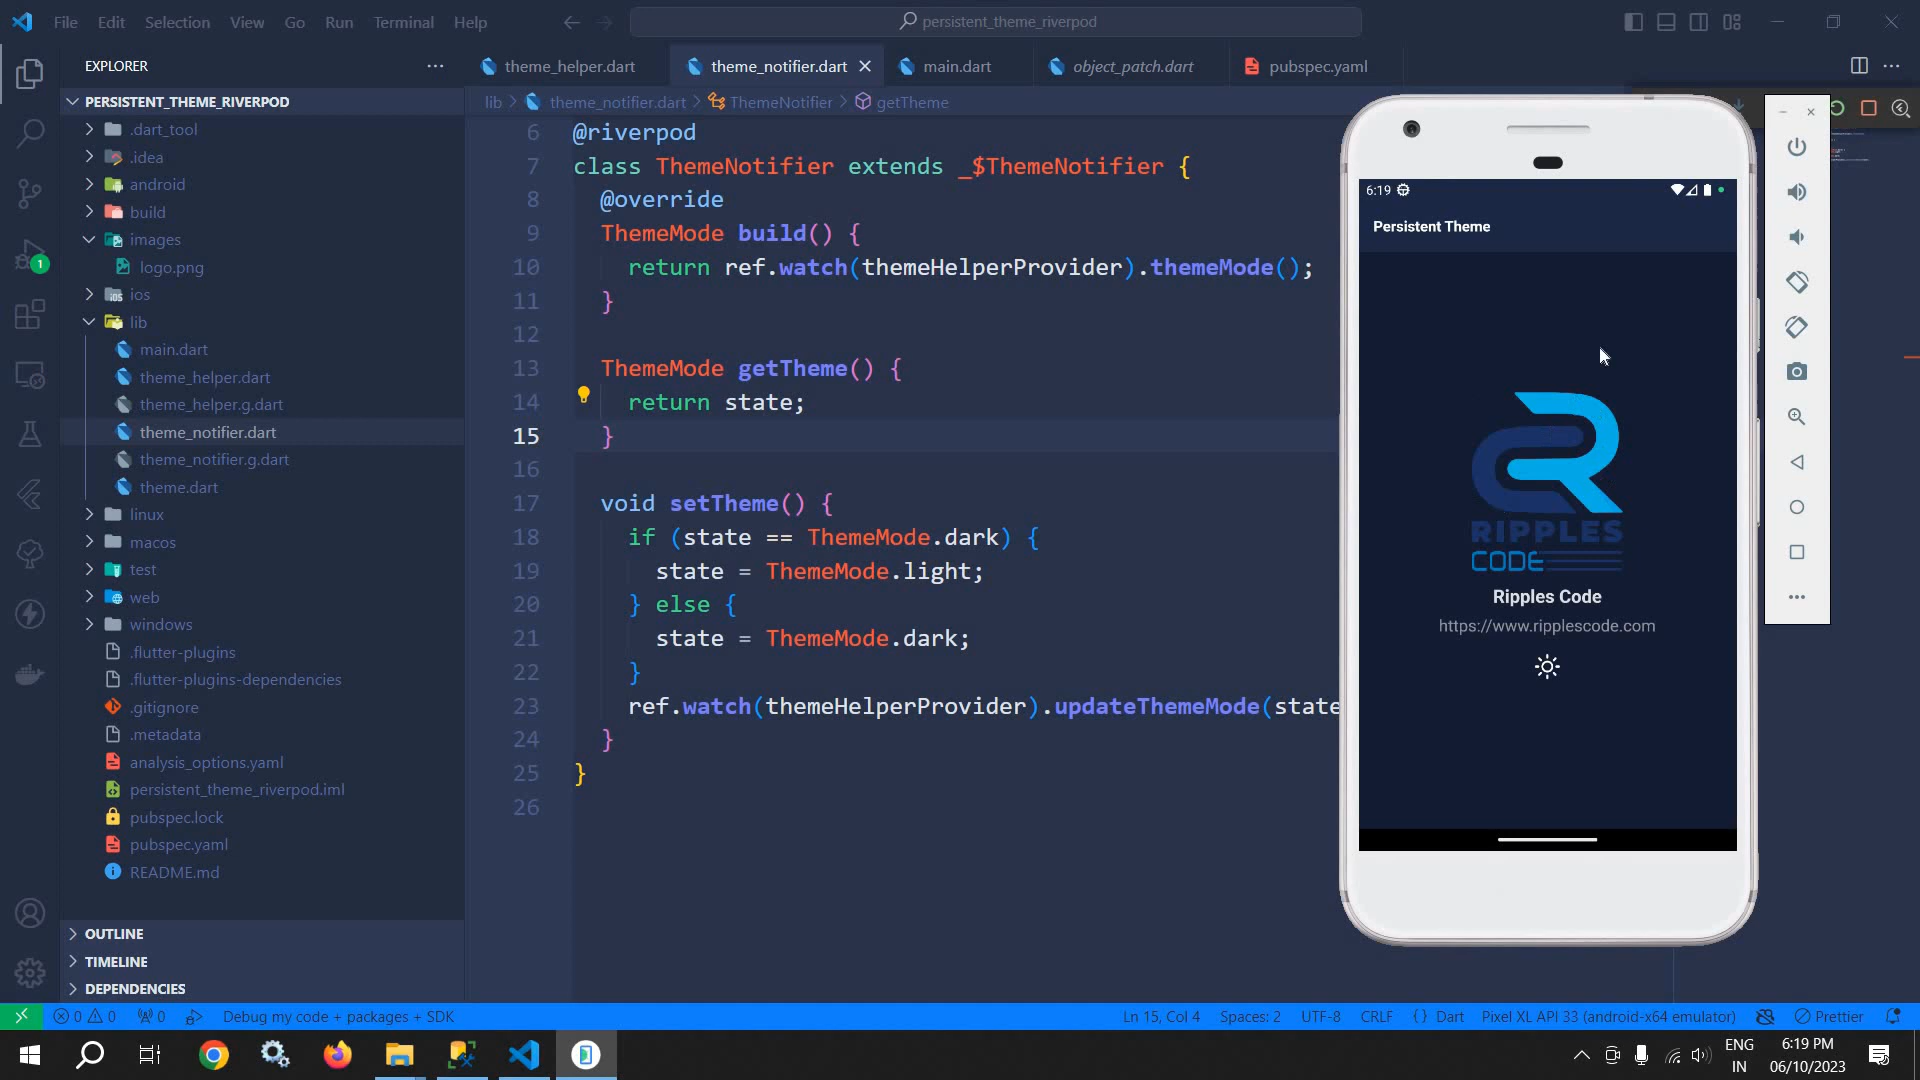 File Edit Selection View Go Run Terminal Help
persistent_theme_riverpod
EXPLORER
theme_helper.dart
theme_notifier.dart
main.dart
object_patch.dart
pubspec.yaml
PERSISTENT_THEME_RIVERPOD
.dart_tool
.idea
android
build
images
logo.png
ios
lib
main.dart
theme_helper.dart
theme_helper.g.dart
theme_notifier.dart
theme_notifier.g.dart
theme.dart
linux
macos
test
web
windows
.flutter-plugins
.flutter-plugins-dependencies
.gitignore
.metadata
analysis_options.yaml
persistent_theme_riverpod.iml
pubspec.lock
pubspec.yaml
README.md
OUTLINE
TIMELINE
DEPENDENCIES
1
lib > theme_notifier.dart > ThemeNotifier > getTheme
6 @riverpod
7 class ThemeNotifier extends _$ThemeNotifier {
8 @override
9 ThemeMode build() {
10 return ref.watch(themeHelperProvider).themeMode();
11 }
12
13 ThemeMode getTheme() {
14 return state;
15 }
16
17 void setTheme() {
18 if (state == ThemeMode.dark) {
19 state = ThemeMode.light;
20 } else {
21 state = ThemeMode.dark;
22 }
23 ref.watch(themeHelperProvider).updateThemeMode(state
24 }
25 }
26
6:19
Persistent Theme
RIPPLES
CODE
Ripples Code
https://www.ripplescode.com
0 0 0 Debug my code + packages + SDK
Ln 15, Col 4 Spaces: 2 UTF-8 CRLF {} Dart Pixel XL API 33 (android-x64 emulator) Prettier
ENG
IN
6:19 PM
06/10/2023